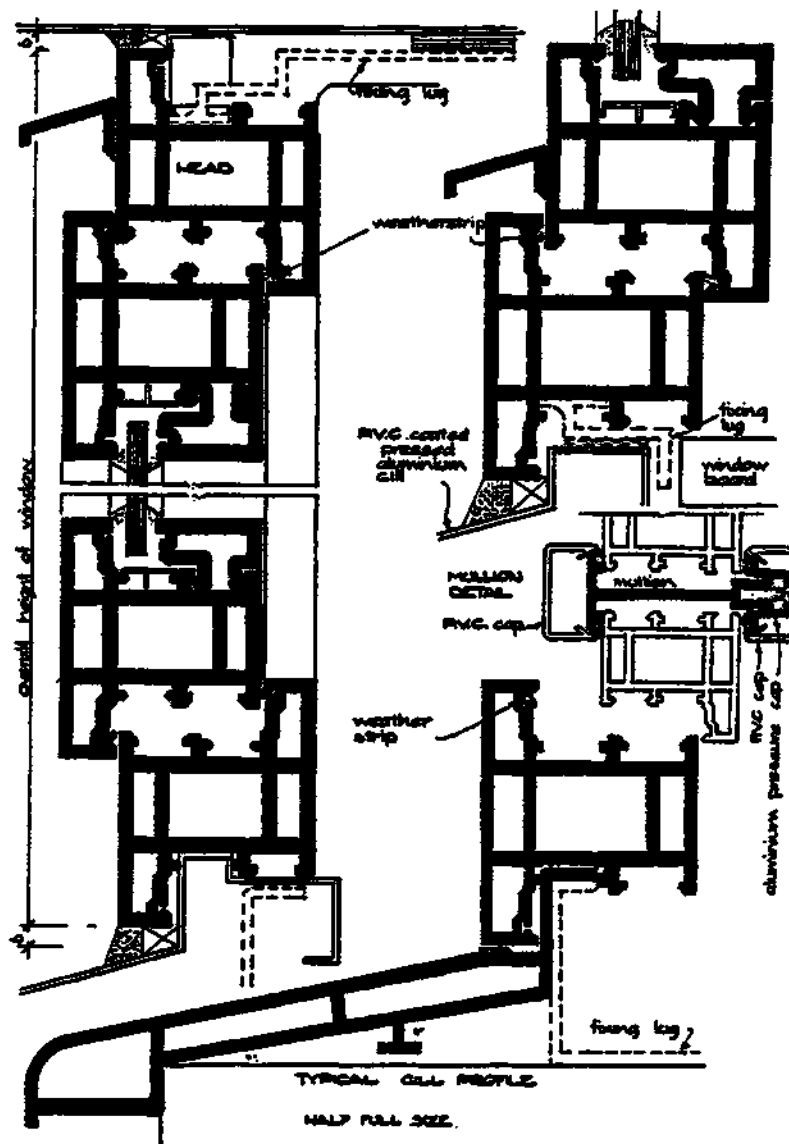 fixing lug
HEAD
weatherstrip
fixing lug
P.V.C. coated
pressed
aluminium
cill
window
board
overall height of window
MULLION
DETAIL
mullion
P.V.C. cap
weather
strip
P.V.C. cap
aluminium pressure cap
fixing lug
TYPICAL CILL PROFILE
HALF FULL SIZE.